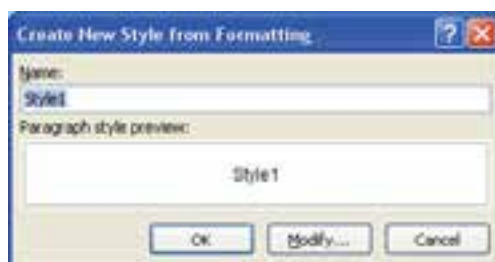 Create New Style from Formatting
Name:
Style1
Paragraph style preview:
Style1
OK Modify... Cancel